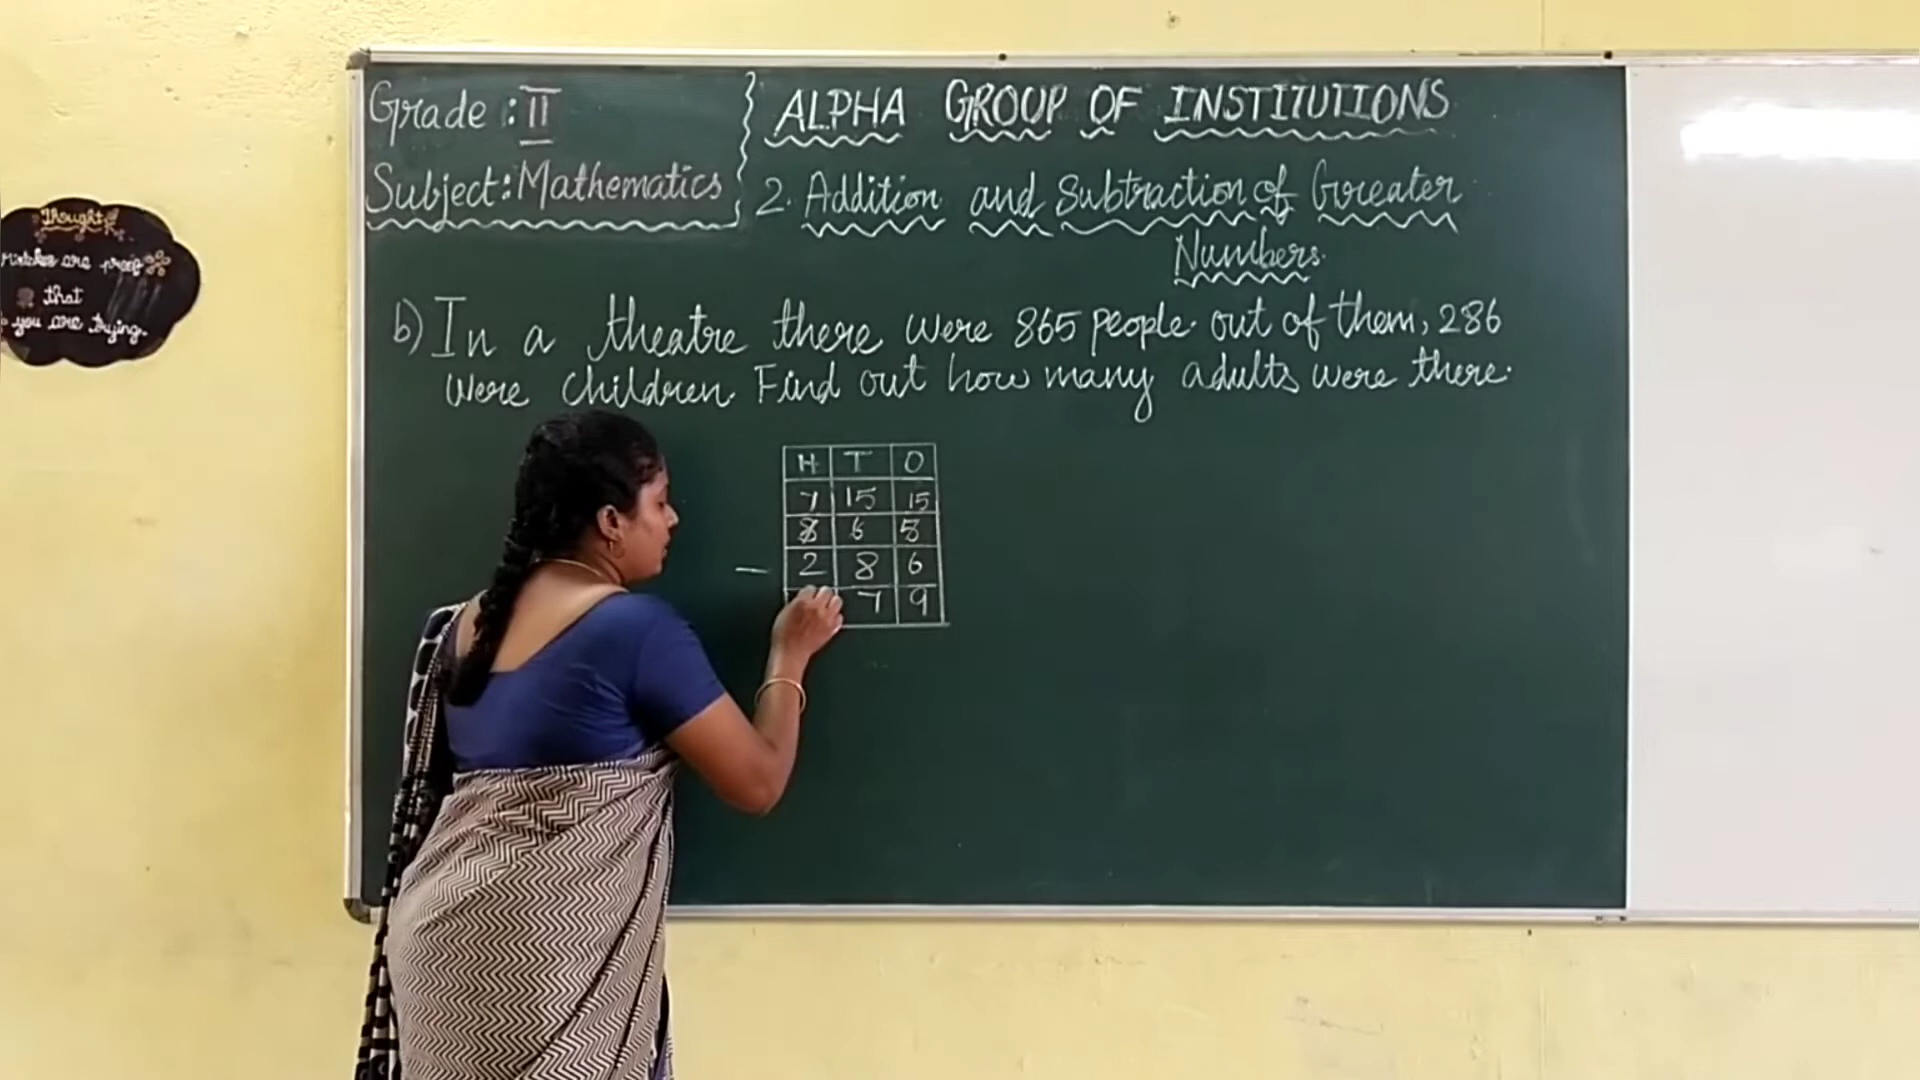 Grade : II
Subject: Mathematics
ALPHA GROUP OF INSTITUTIONS
2. Addition and Subtraction of Greater
Numbers.
b) In a theatre there were 865 people. out of them, 286
were children. Find out how many adults were there.
H T O
7 15 15
8 6 5
- 2 8 6
7 9
Thought
are
that
you are trying.